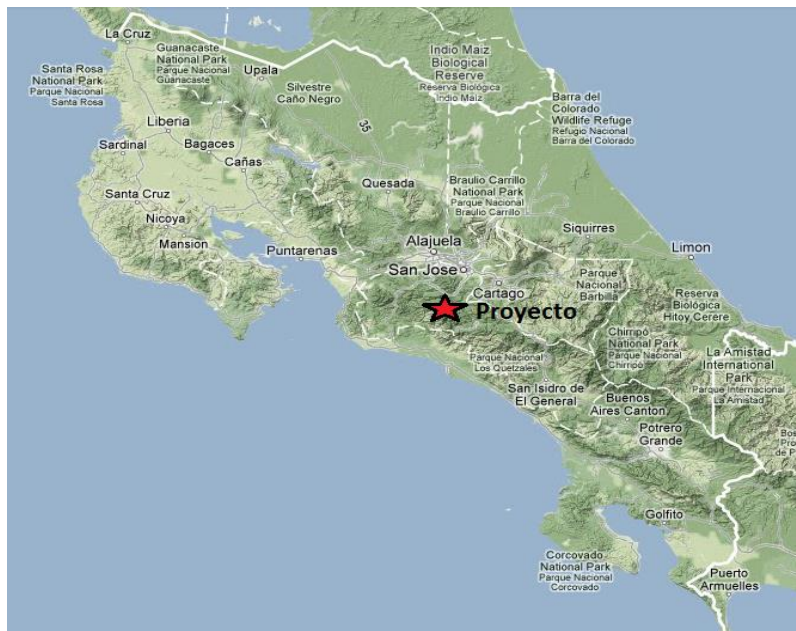 La Cruz
Guanacaste
National Park
Parque Nacional
Guanacaste
Upala
Santa Rosa
National Park
Parque Nacional
Santa Rosa
Silvestre
Caño Negro
Indio Maiz
Biological
Reserve
Reserva Biológica
Indio Maíz
Barra del
Colorado
Wildlife Refuge
Refugio Nacional
Barra del Colorado
35
Liberia
Sardinal
Bagaces
Cañas
Quesada
Braulio Carrillo
National Park
Parque Nacional
Braulio Carrillo
Santa Cruz
Nicoya
Mansion
Puntarenas
Siquirres
Alajuela
San Jose
Limon
Cartago
Parque
Nacional
Barbilla
Proyecto
Reserva
Biológica
Hitoy Cerere
Chirripó
National Park
Parque Nacional
Chirripó
Parque Nacional
Los Quetzales
La Amistad
International
Park
Parque Internacional
La Amistad
San Isidro de
El General
Buenos
Aires Canton
Potrero
Grande
Golfito
Corcovado
National Park
Parque Nacional
Corcovado
Puerto
Armuelles